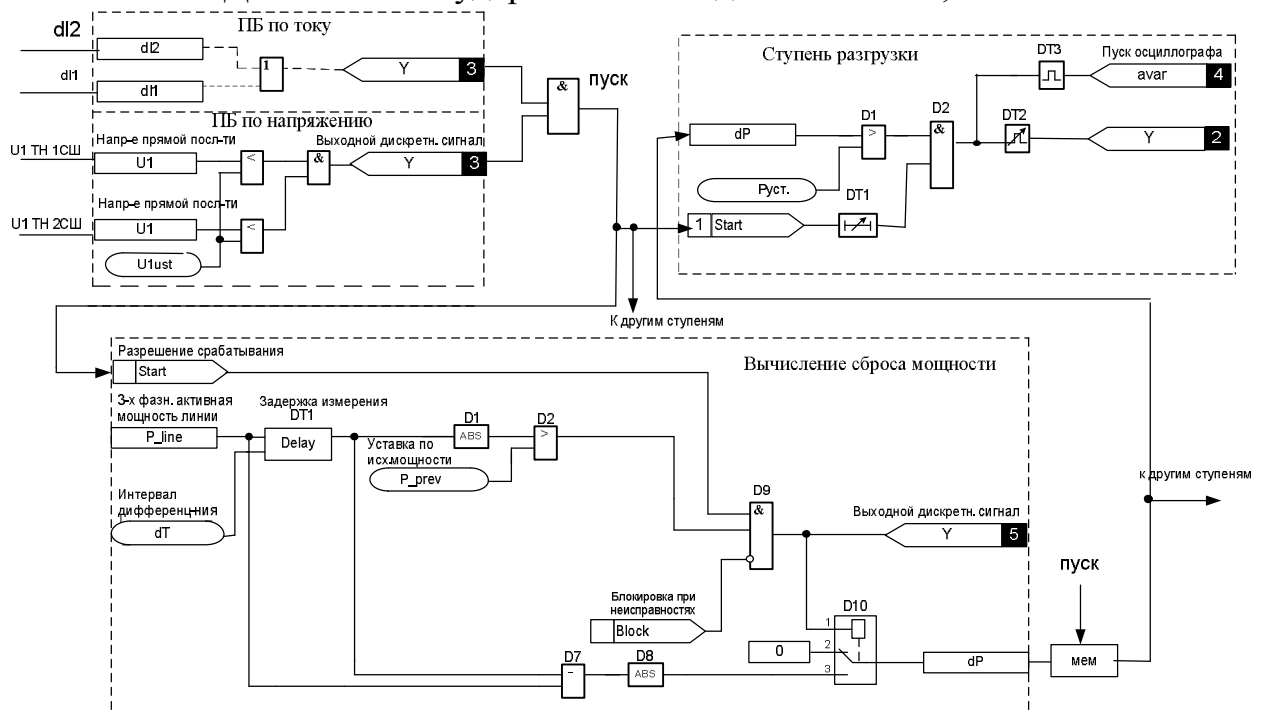 ПБ по току
dI2
dI2
dI1
dI1
1
Y
3
ПБ по напряжению
Напр-е прямой посл-ти
Выходной дискретн. сигнал
U1 ТН 1СШ
U1
<
&
Y
3
Напр-е прямой посл-ти
U1 ТН 2СШ
U1
<
U1ust
&
пуск
Ступень разгрузки
DT3
Пуск осциллографа
avar
4
dP
D1
>
D2
&
DT2
Y
2
Руст.
DT1
1
Start
К другим ступеням
Разрешение срабатывания
Start
Вычисление сброса мощности
3-х фазн. активная
мощность линии
P_line
Задержка измерения
DT1
Delay
D1
ABS
D2
>
Уставка по
исх.мощности
P_prev
Интервал
дифференц-ния
dT
D9
&
Выходной дискретн. сигнал
Y
5
к другим ступеням
пуск
Блокировка при
неисправностях
Block
D10
1
2
3
0
D7
-
D8
ABS
dP
мем